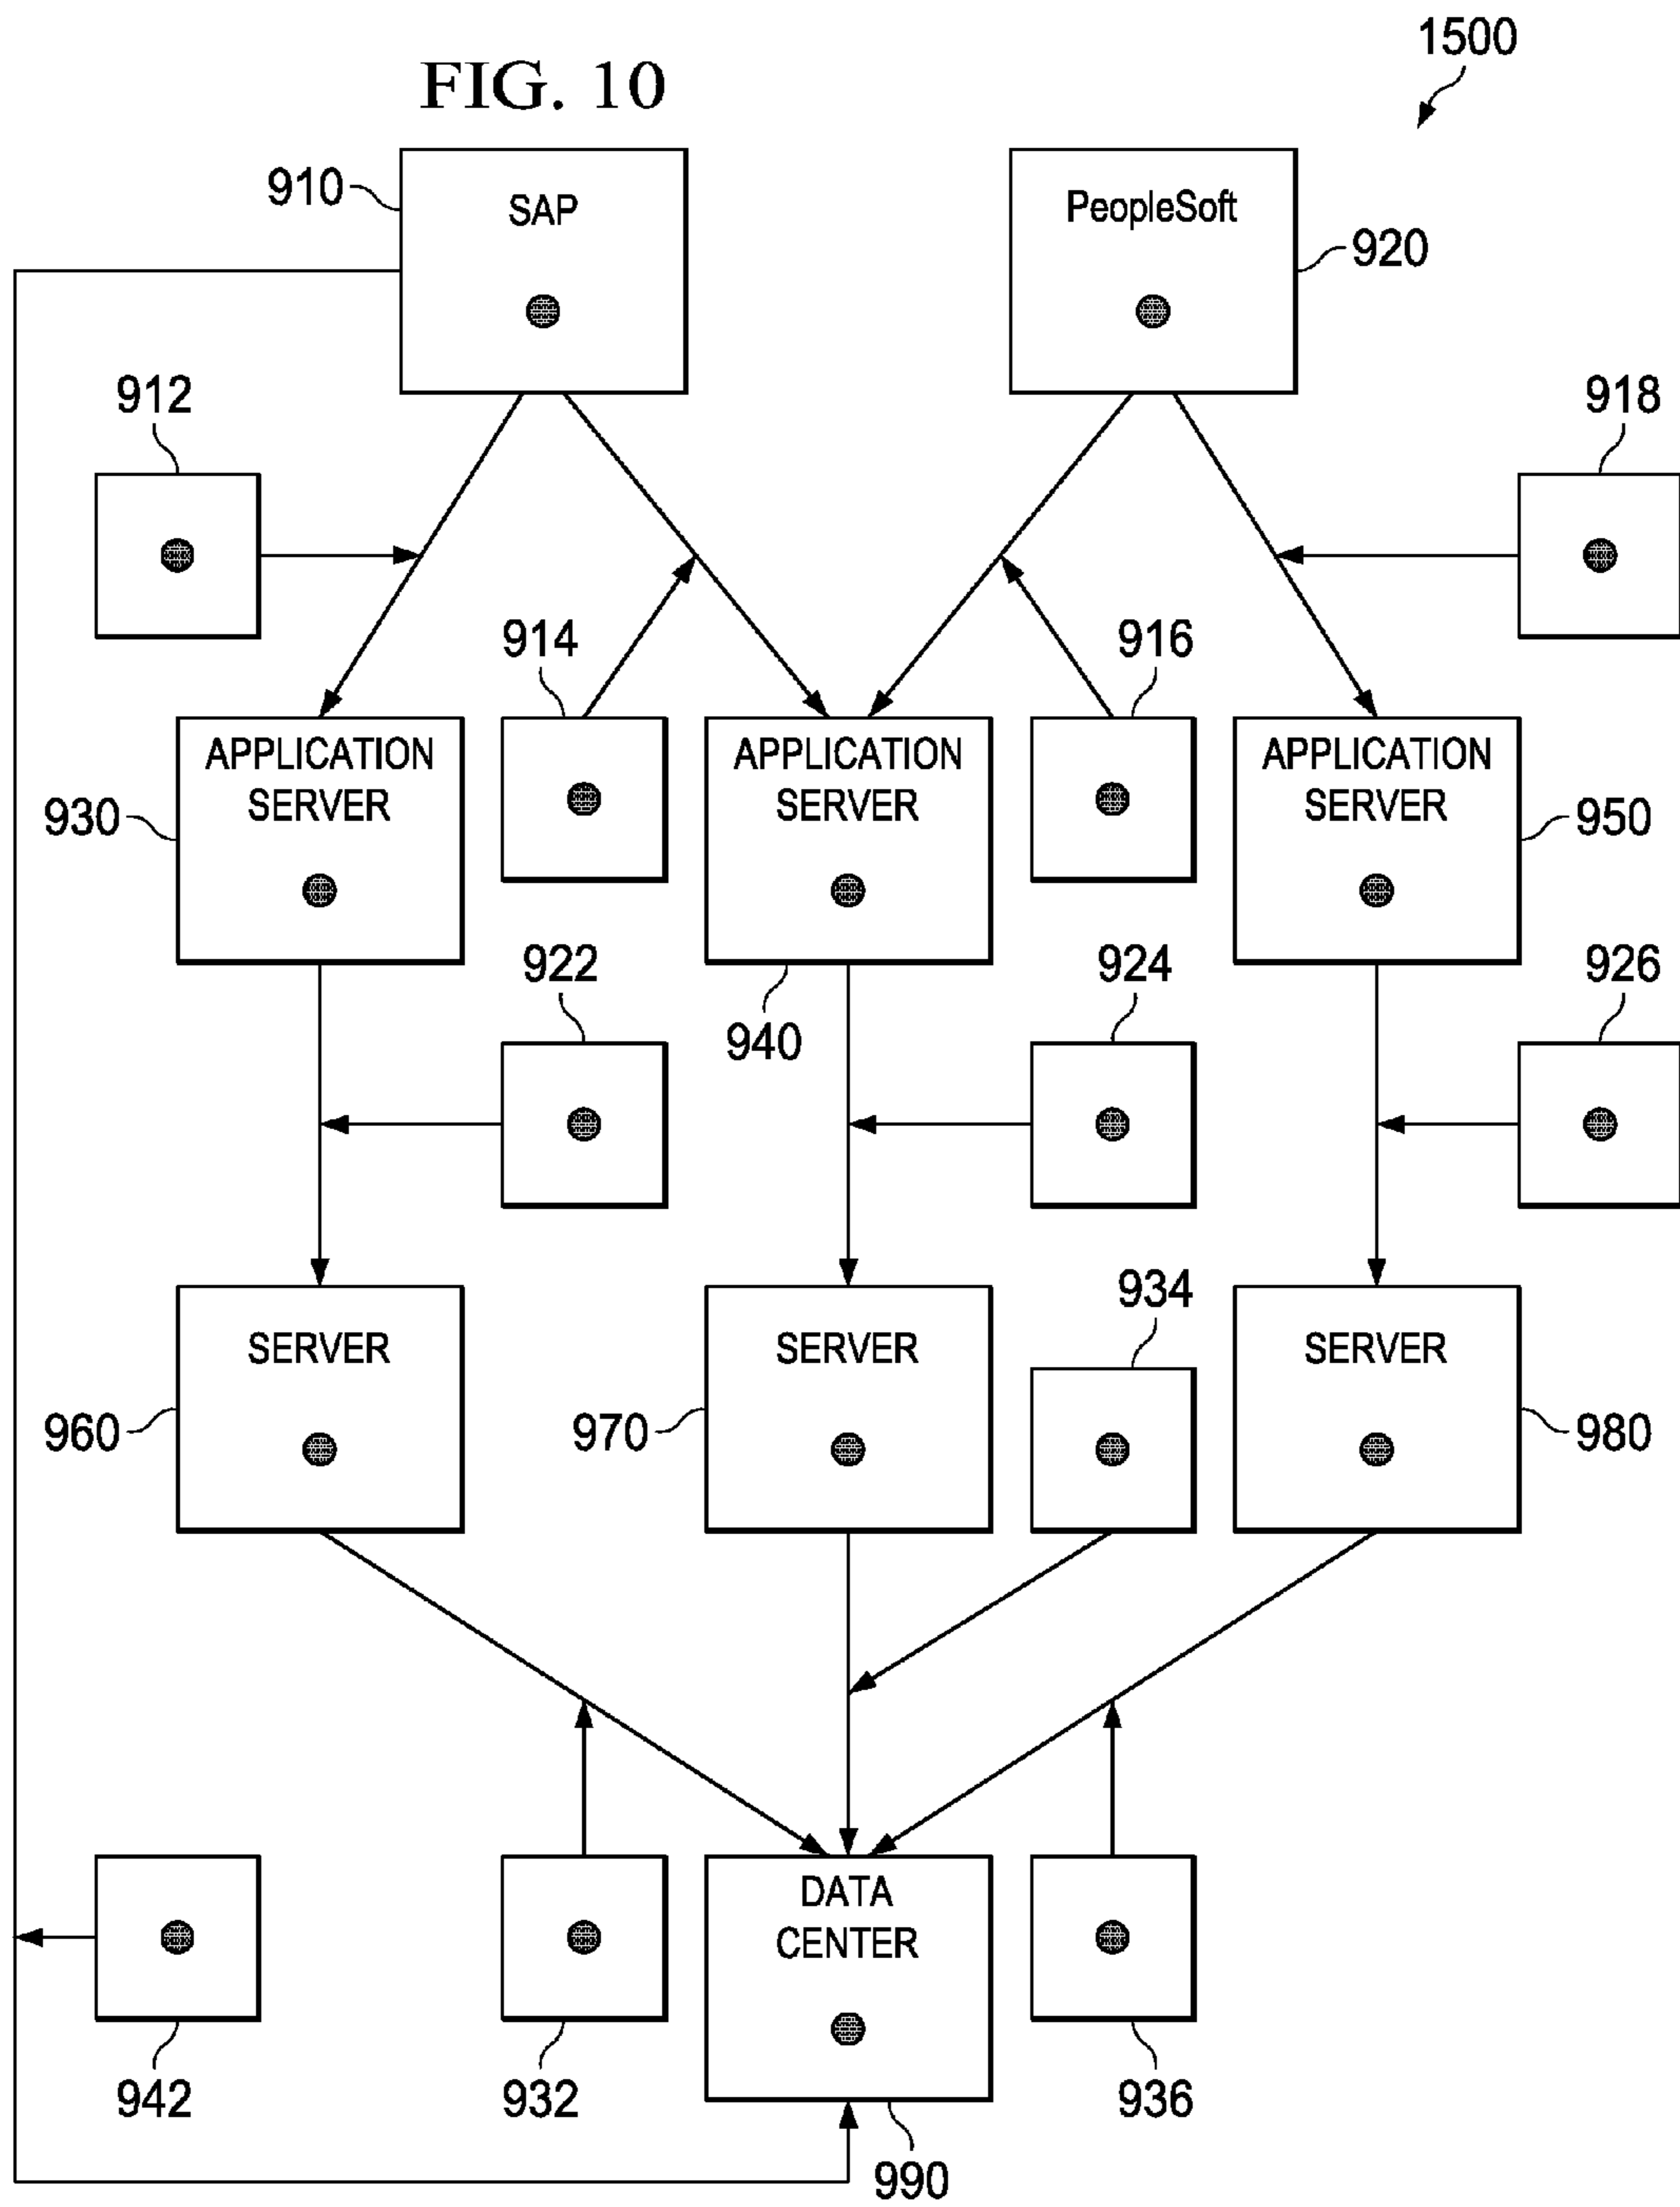 1500
FIG. 10
910
SAP
PeopleSoft
920
912
918
914
916
APPLICATION
SERVER
930
APPLICATION
SERVER
APPLICATION
SERVER
950
922
940
924
926
934
SERVER
960
SERVER
970
SERVER
980
DATA
CENTER
942
932
936
990